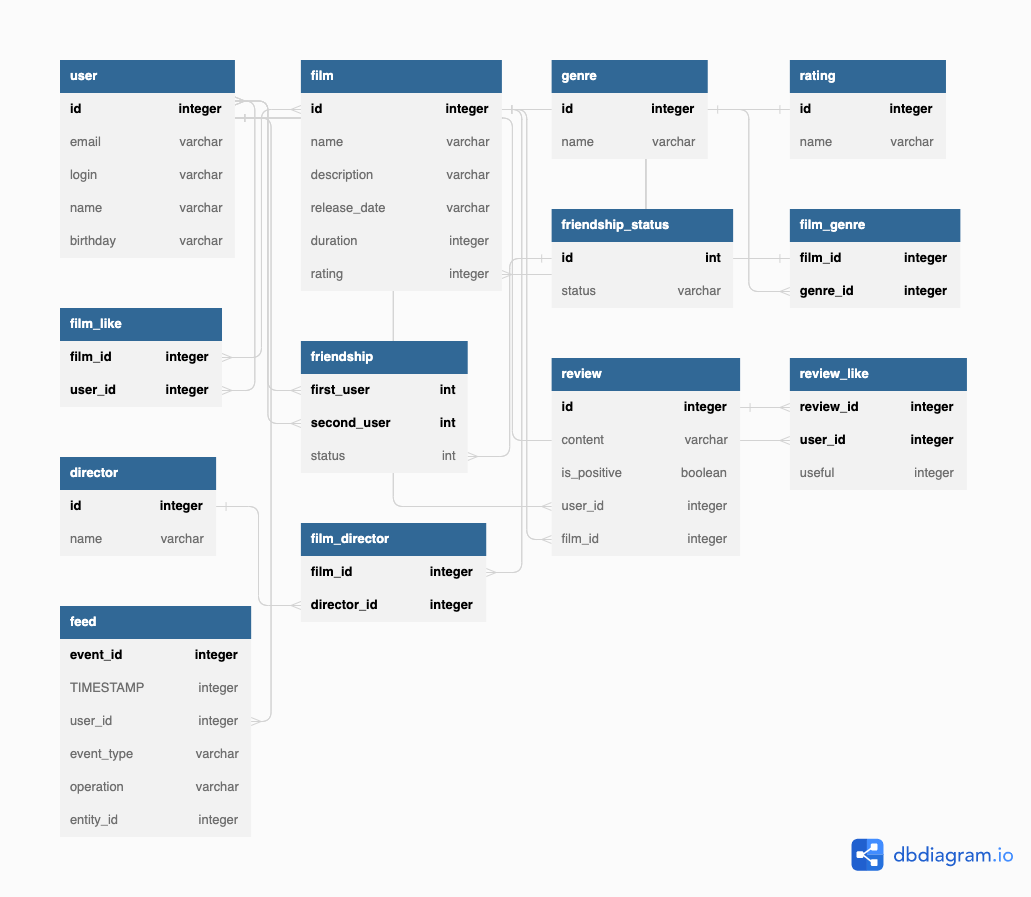 user
id integer
email varchar
login varchar
name varchar
birthday varchar
film
id integer
name varchar
description varchar
release_date varchar
duration integer
rating integer
genre
id integer
name varchar
rating
id integer
name varchar
friendship_status
id int
status varchar
film_genre
film_id integer
genre_id integer
film_like
film_id integer
user_id integer
friendship
first_user int
second_user int
status int
review
id integer
content varchar
is_positive boolean
user_id integer
film_id integer
review_like
review_id integer
user_id integer
useful integer
director
id integer
name varchar
film_director
film_id integer
director_id integer
feed
event_id integer
TIMESTAMP integer
user_id integer
event_type varchar
operation varchar
entity_id integer
dbdiagram.io